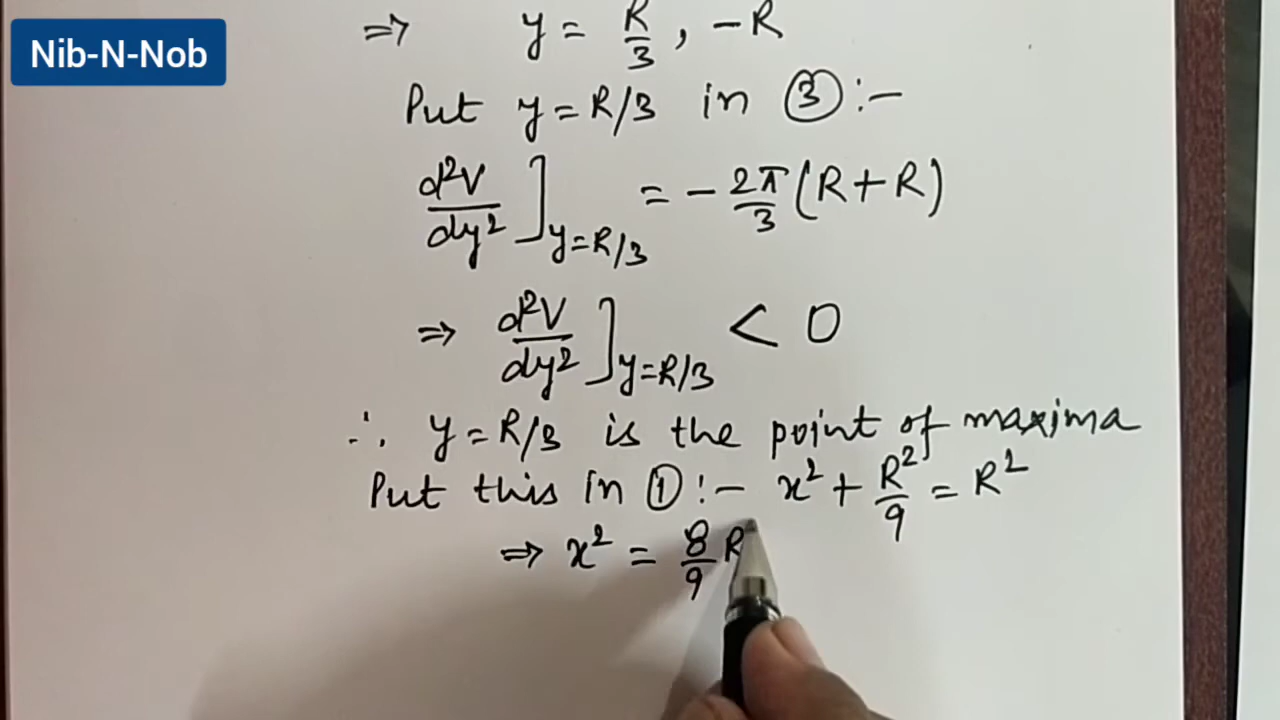 Nib-N-Nob
⇒ y = R/3, -R
Put y = R/3 in ③ :-
d²V/dy² ]y=R/3 = - 2π/3 (R + R)
⇒ d²V/dy² ]y=R/3 < 0
∴ y = R/3 is the point of maxima
Put this in ① :- x² + R²/9 = R²
⇒ x² = 8/9 R